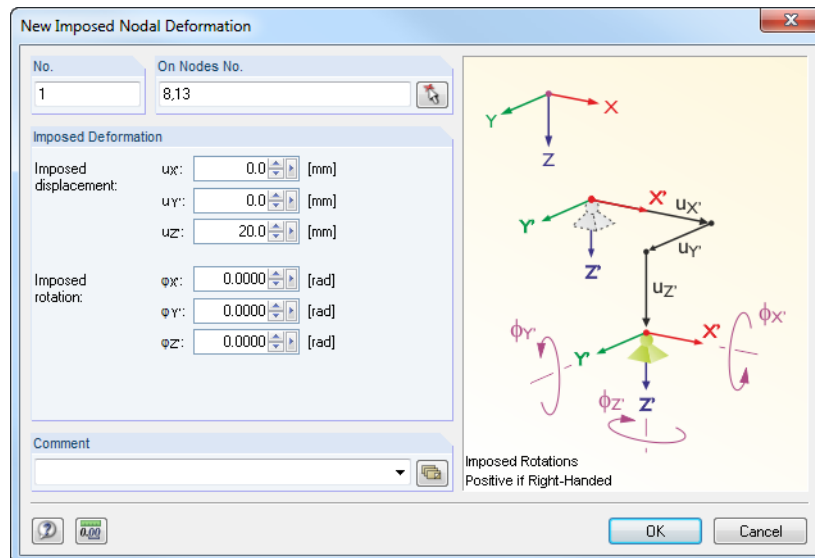 New Imposed Nodal Deformation
No. On Nodes No.
1 8,13
Imposed Deformation
Imposed displacement: uX': 0.0 [mm]
uY': 0.0 [mm]
uZ': 20.0 [mm]
Imposed rotation: φX': 0.0000 [rad]
φY': 0.0000 [rad]
φZ': 0.0000 [rad]
Comment
Y X
Z
X' uX'
Y' uY'
Z'
uZ'
φY' φX'
Y' X'
φZ' Z'
Imposed Rotations
Positive if Right-Handed
0.00 OK Cancel